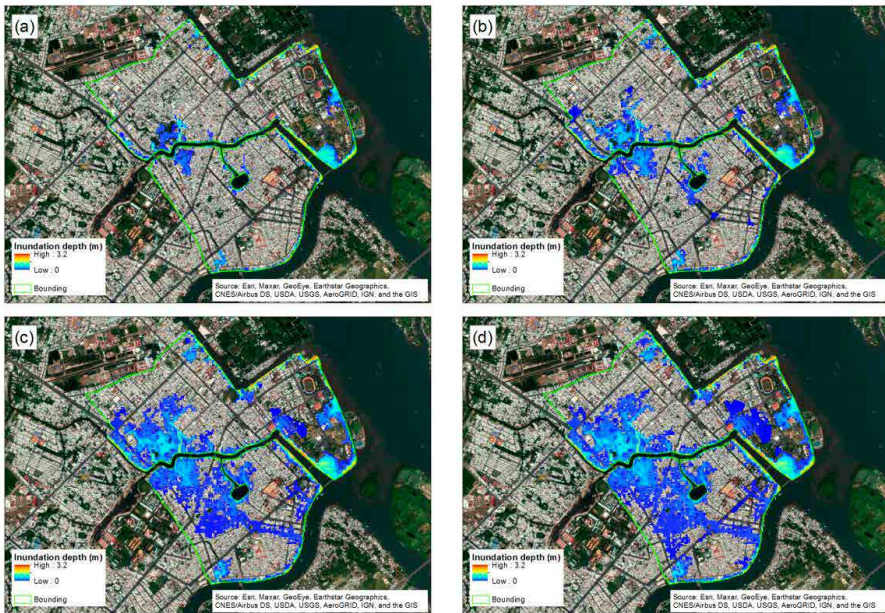 (a)
Inundation depth (m)
High : 3.2
Low : 0
Bounding
Source: Esri, Maxar, GeoEye, Earthstar Geographics,
CNES/Airbus DS, USDA, USGS, AeroGRID, IGN, and the GIS
(b)
Inundation depth (m)
High : 3.2
Low : 0
Bounding
Source: Esri, Maxar, GeoEye, Earthstar Geographics,
CNES/Airbus DS, USDA, USGS, AeroGRID, IGN, and the GIS
(c)
Inundation depth (m)
High : 3.2
Low : 0
Bounding
Source: Esri, Maxar, GeoEye, Earthstar Geographics,
CNES/Airbus DS, USDA, USGS, AeroGRID, IGN, and the GIS
(d)
Inundation depth (m)
High : 3.2
Low : 0
Bounding
Source: Esri, Maxar, GeoEye, Earthstar Geographics,
CNES/Airbus DS, USDA, USGS, AeroGRID, IGN, and the GIS